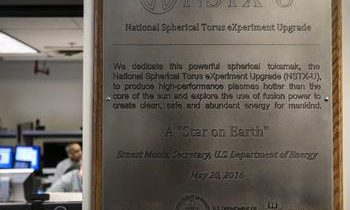 NSTX-U
National Spherical Torus eXperiment Upgrade
We dedicate this powerful spherical tokamak, the
National Spherical Torus eXperiment Upgrade (NSTX-U),
to produce high-performance plasmas hotter than the
core of the sun and explore the use of fusion power to
create clean, safe and abundant energy for mankind.
A "Star on Earth"
Ernest Moniz, Secretary, U.S. Department of Energy
May 20, 2016
U.S. DEPARTMENT OF